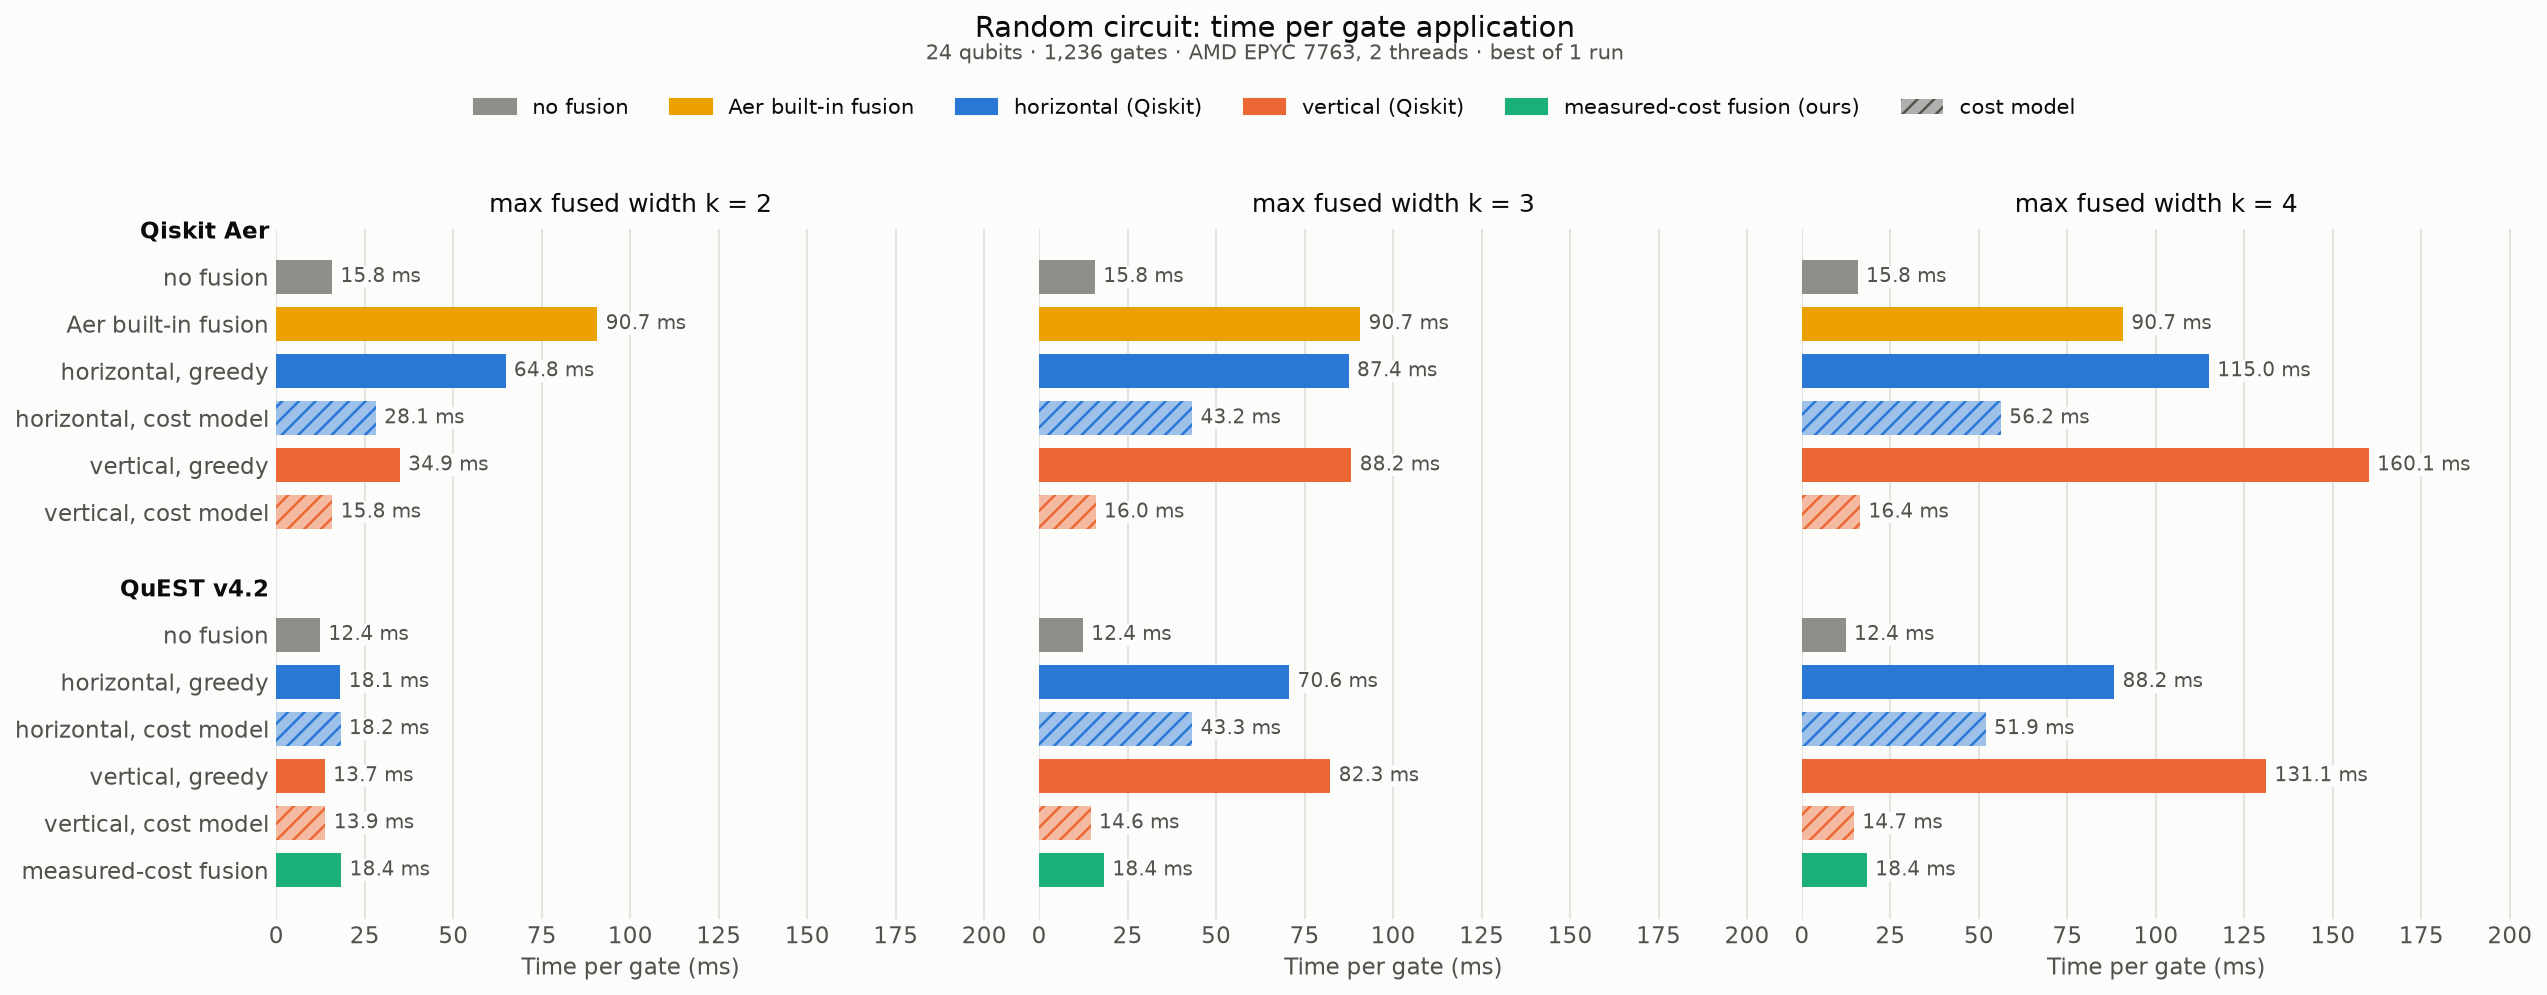 Random circuit: time per gate application
24 qubits · 1,236 gates · AMD EPYC 7763, 2 threads · best of 1 run
no fusion Aer built-in fusion horizontal (Qiskit) vertical (Qiskit) measured-cost fusion (ours) cost model
max fused width k = 2 max fused width k = 3 max fused width k = 4
Qiskit Aer
no fusion 15.8 ms 15.8 ms 15.8 ms
Aer built-in fusion 90.7 ms 90.7 ms 90.7 ms
horizontal, greedy 64.8 ms 87.4 ms 115.0 ms
horizontal, cost model 28.1 ms 43.2 ms 56.2 ms
vertical, greedy 34.9 ms 88.2 ms 160.1 ms
vertical, cost model 15.8 ms 16.0 ms 16.4 ms
QuEST v4.2
no fusion 12.4 ms 12.4 ms 12.4 ms
horizontal, greedy 18.1 ms 70.6 ms 88.2 ms
horizontal, cost model 18.2 ms 43.3 ms 51.9 ms
vertical, greedy 13.7 ms 82.3 ms 131.1 ms
vertical, cost model 13.9 ms 14.6 ms 14.7 ms
measured-cost fusion 18.4 ms 18.4 ms 18.4 ms
0 25 50 75 100 125 150 175 200 0 25 50 75 100 125 150 175 200 0 25 50 75 100 125 150 175 200
Time per gate (ms) Time per gate (ms) Time per gate (ms)